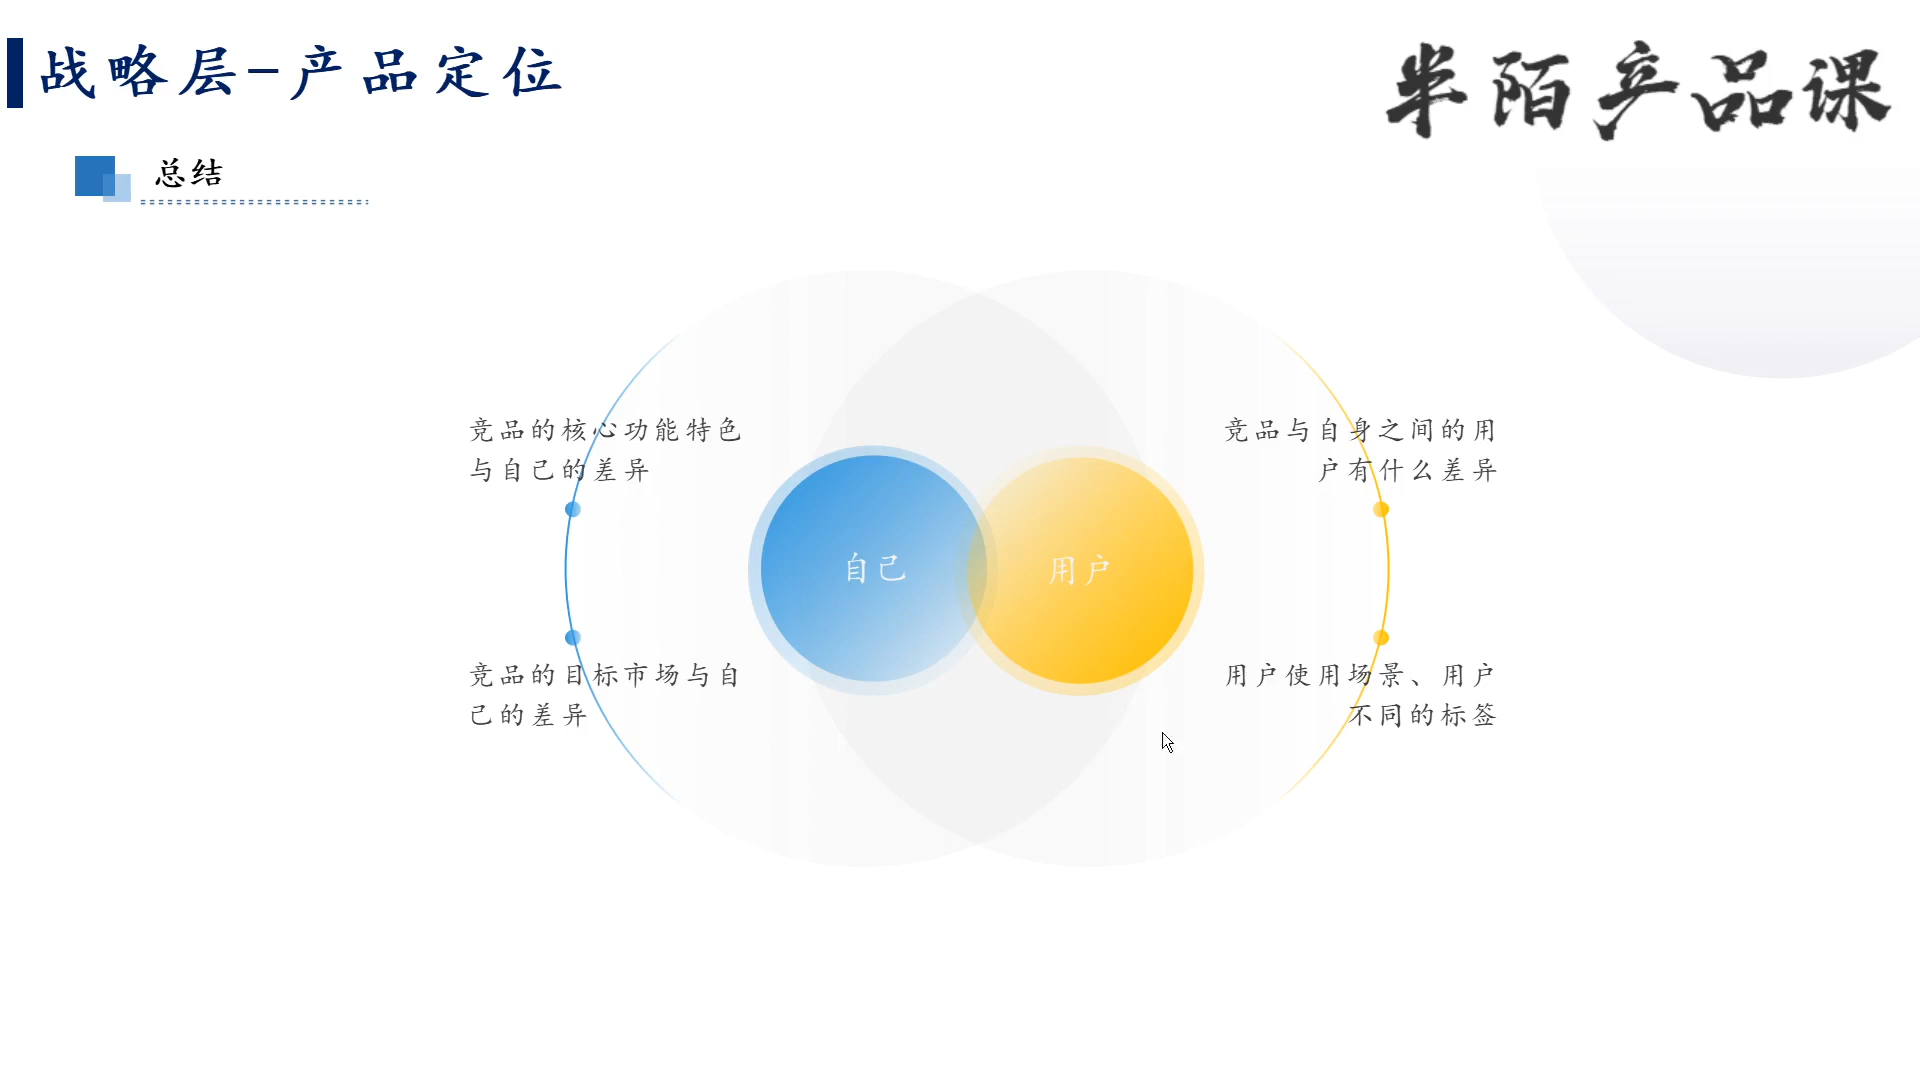 战略层-产品定位
半陌产品课
总结
竞品的核心功能特色
与自己的差异
竞品与自身之间的用
户有什么差异
自己
用户
竞品的目标市场与自
己的差异
用户使用场景、用户
不同的标签